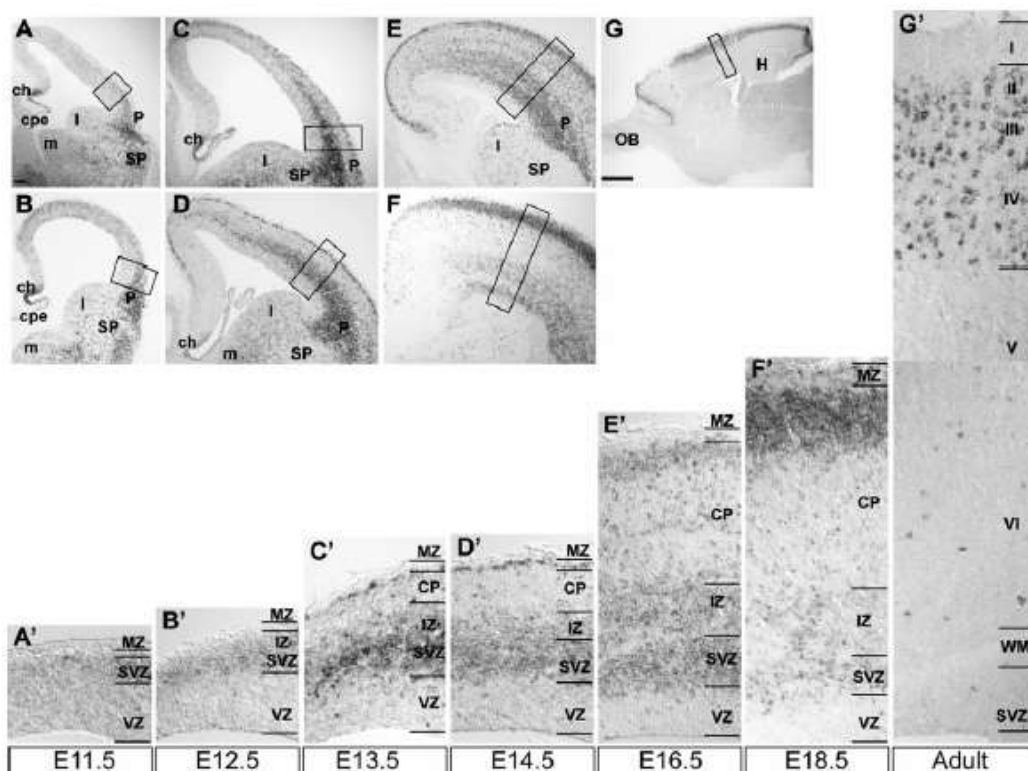 A
ch
cpe
I
P
m
SP
C
ch
I
SP
P
E
P
I
SP
G
H
OB
G'
I
II
III
IV
V
VI
WM
SVZ
B
ch
P
I
cpe
SP
m
D
P
I
ch
m
SP
F
F'
MZ
CP
IZ
SVZ
VZ
E'
MZ
CP
IZ
SVZ
VZ
C'
MZ
CP
IZ
SVZ
VZ
D'
MZ
CP
IZ
SVZ
VZ
A'
MZ
SVZ
VZ
B'
MZ
IZ
SVZ
VZ
E11.5
E12.5
E13.5
E14.5
E16.5
E18.5
Adult